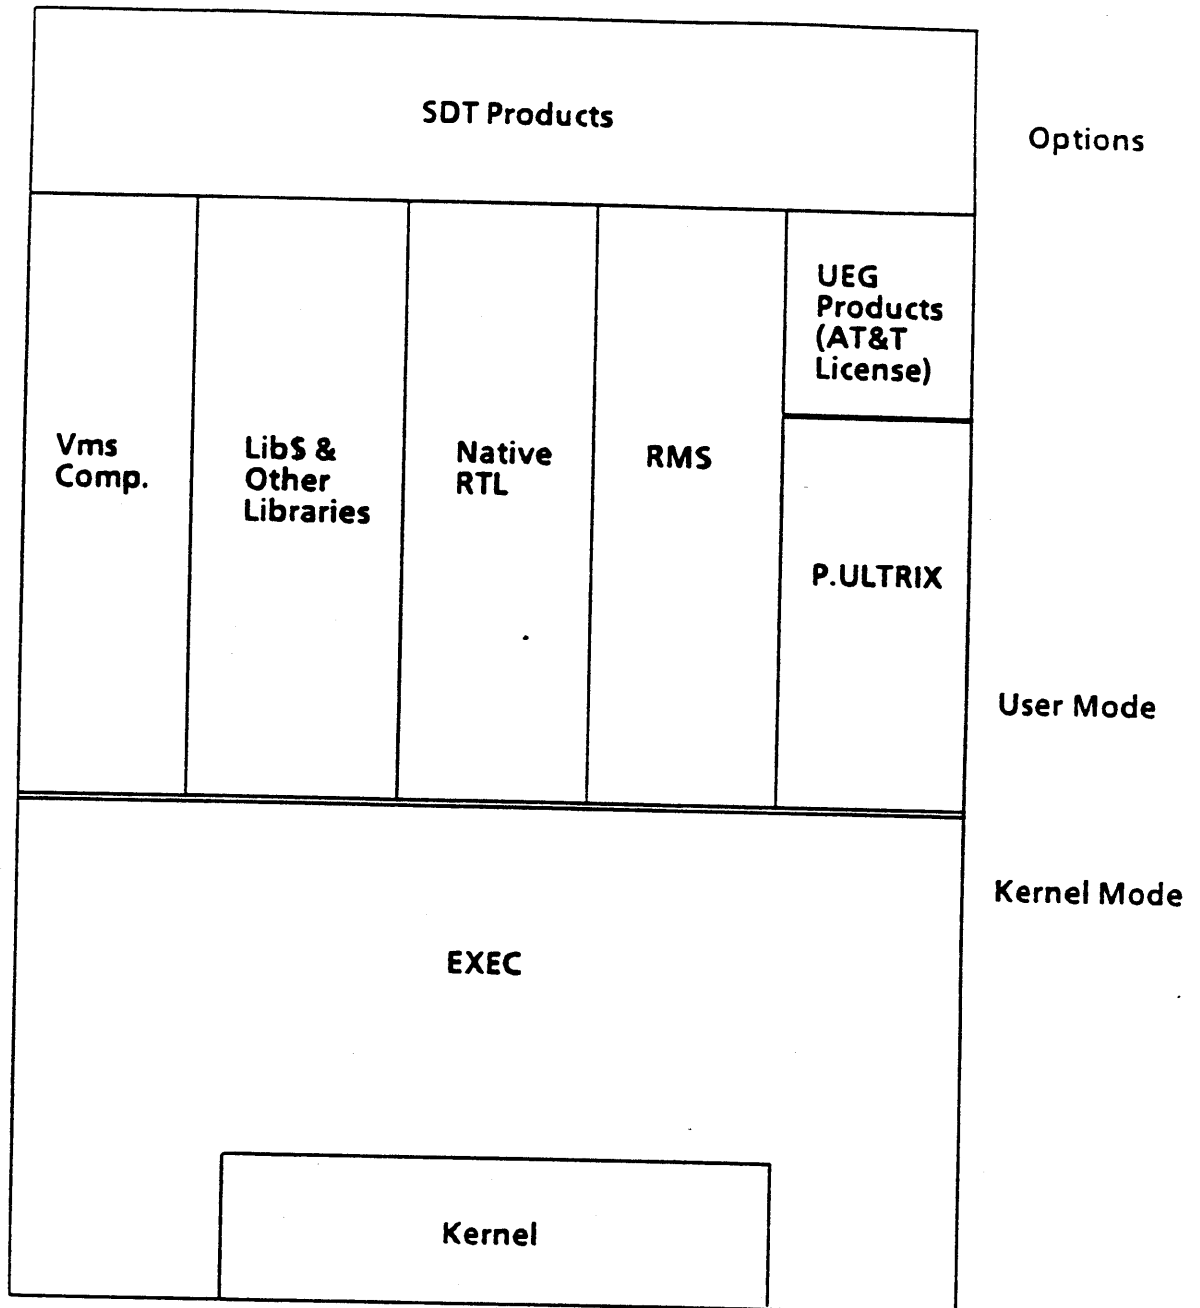 SDT Products
Options
UEG
Products
(AT&T
License)
Vms
Comp.
Lib$ &
Other
Libraries
Native
RTL
RMS
P.ULTRIX
User Mode
Kernel Mode
EXEC
Kernel